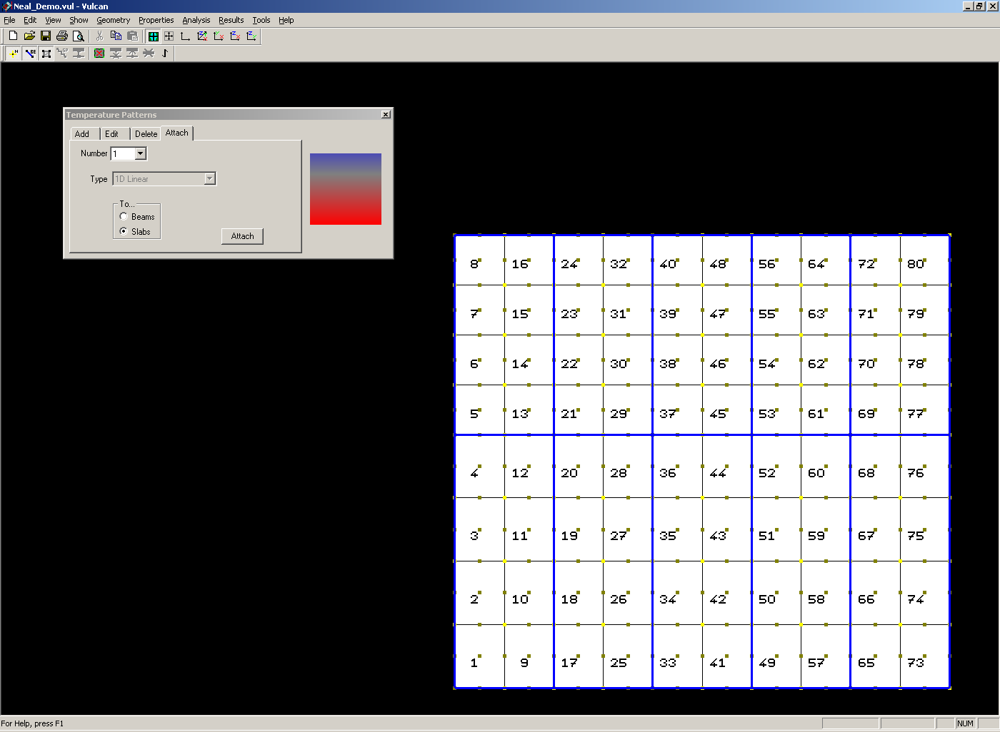 Neal_Demo.vul - Vulcan
File Edit View Show Geometry Properties Analysis Results Tools Help
Temperature Patterns
Add Edit Delete Attach
Number 1
Type 1D Linear
To...
Beams
Slabs
Attach
8 16 24 32 40 48 56 64 72 80
7 15 23 31 39 47 55 63 71 79
6 14 22 30 38 46 54 62 70 78
5 13 21 29 37 45 53 61 69 77
4 12 20 28 36 44 52 60 68 76
3 11 19 27 35 43 51 59 67 75
2 10 18 26 34 42 50 58 66 74
1 9 17 25 33 41 49 57 65 73
For Help, press F1 NUM